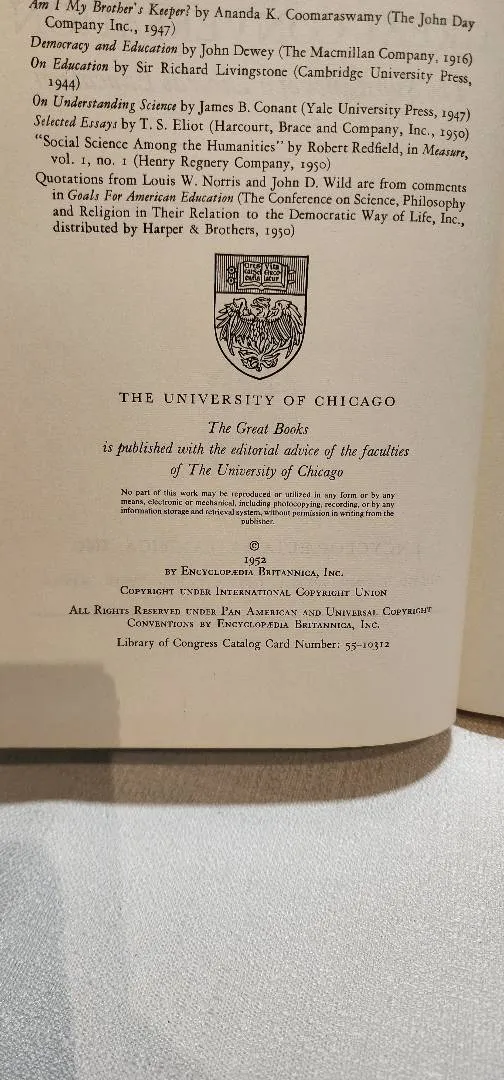 Am I My Brother's Keeper? by Ananda K. Coomaraswamy (The John Day
Company Inc., 1947)
Democracy and Education by John Dewey (The Macmillan Company, 1916)
On Education by Sir Richard Livingstone (Cambridge University Press,
1944)
On Understanding Science by James B. Conant (Yale University Press, 1947)
Selected Essays by T. S. Eliot (Harcourt, Brace and Company, Inc., 1950)
"Social Science Among the Humanities" by Robert Redfield, in Measure,
vol. 1, no. 1 (Henry Regnery Company, 1950)
Quotations from Louis W. Norris and John D. Wild are from comments
in Goals For American Education (The Conference on Science, Philosophy
and Religion in Their Relation to the Democratic Way of Life, Inc.,
distributed by Harper & Brothers, 1950)
THE UNIVERSITY OF CHICAGO
The Great Books
is published with the editorial advice of the faculties
of The University of Chicago
No part of this work may be reproduced or utilized in any form or by any
means, electronic or mechanical, including photocopying, recording, or by any
information storage and retrieval system, without permission in writing from the
publisher.
©
1952
BY ENCYCLOPÆDIA BRITANNICA, INC.
COPYRIGHT UNDER INTERNATIONAL COPYRIGHT UNION
ALL RIGHTS RESERVED UNDER PAN AMERICAN AND UNIVERSAL COPYRIGHT
CONVENTIONS BY ENCYCLOPÆDIA BRITANNICA, INC.
Library of Congress Catalog Card Number: 55-10312